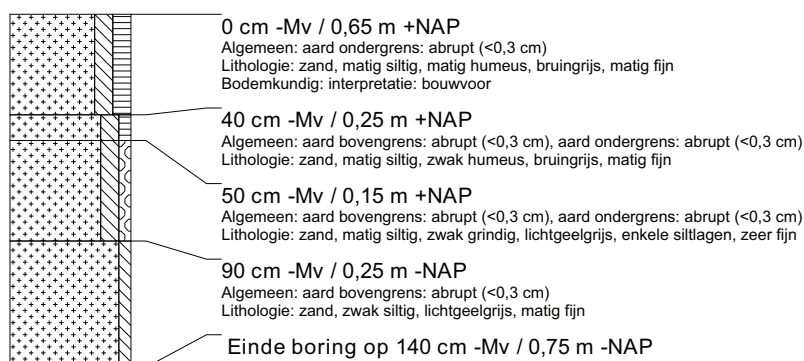 0 cm -Mv / 0,65 m +NAP
Algemeen: aard ondergrens: abrupt (<0,3 cm)
Lithologie: zand, matig siltig, matig humeus, bruingrijs, matig fijn
Bodemkundig: interpretatie: bouwvoor
40 cm -Mv / 0,25 m +NAP
Algemeen: aard bovengrens: abrupt (<0,3 cm), aard ondergrens: abrupt (<0,3 cm)
Lithologie: zand, matig siltig, zwak humeus, bruingrijs, matig fijn
50 cm -Mv / 0,15 m +NAP
Algemeen: aard bovengrens: abrupt (<0,3 cm), aard ondergrens: abrupt (<0,3 cm)
Lithologie: zand, matig siltig, zwak grindig, lichtgeelgrijs, enkele siltlagen, zeer fijn
90 cm -Mv / 0,25 m -NAP
Algemeen: aard bovengrens: abrupt (<0,3 cm)
Lithologie: zand, zwak siltig, lichtgeelgrijs, matig fijn
Einde boring op 140 cm -Mv / 0,75 m -NAP